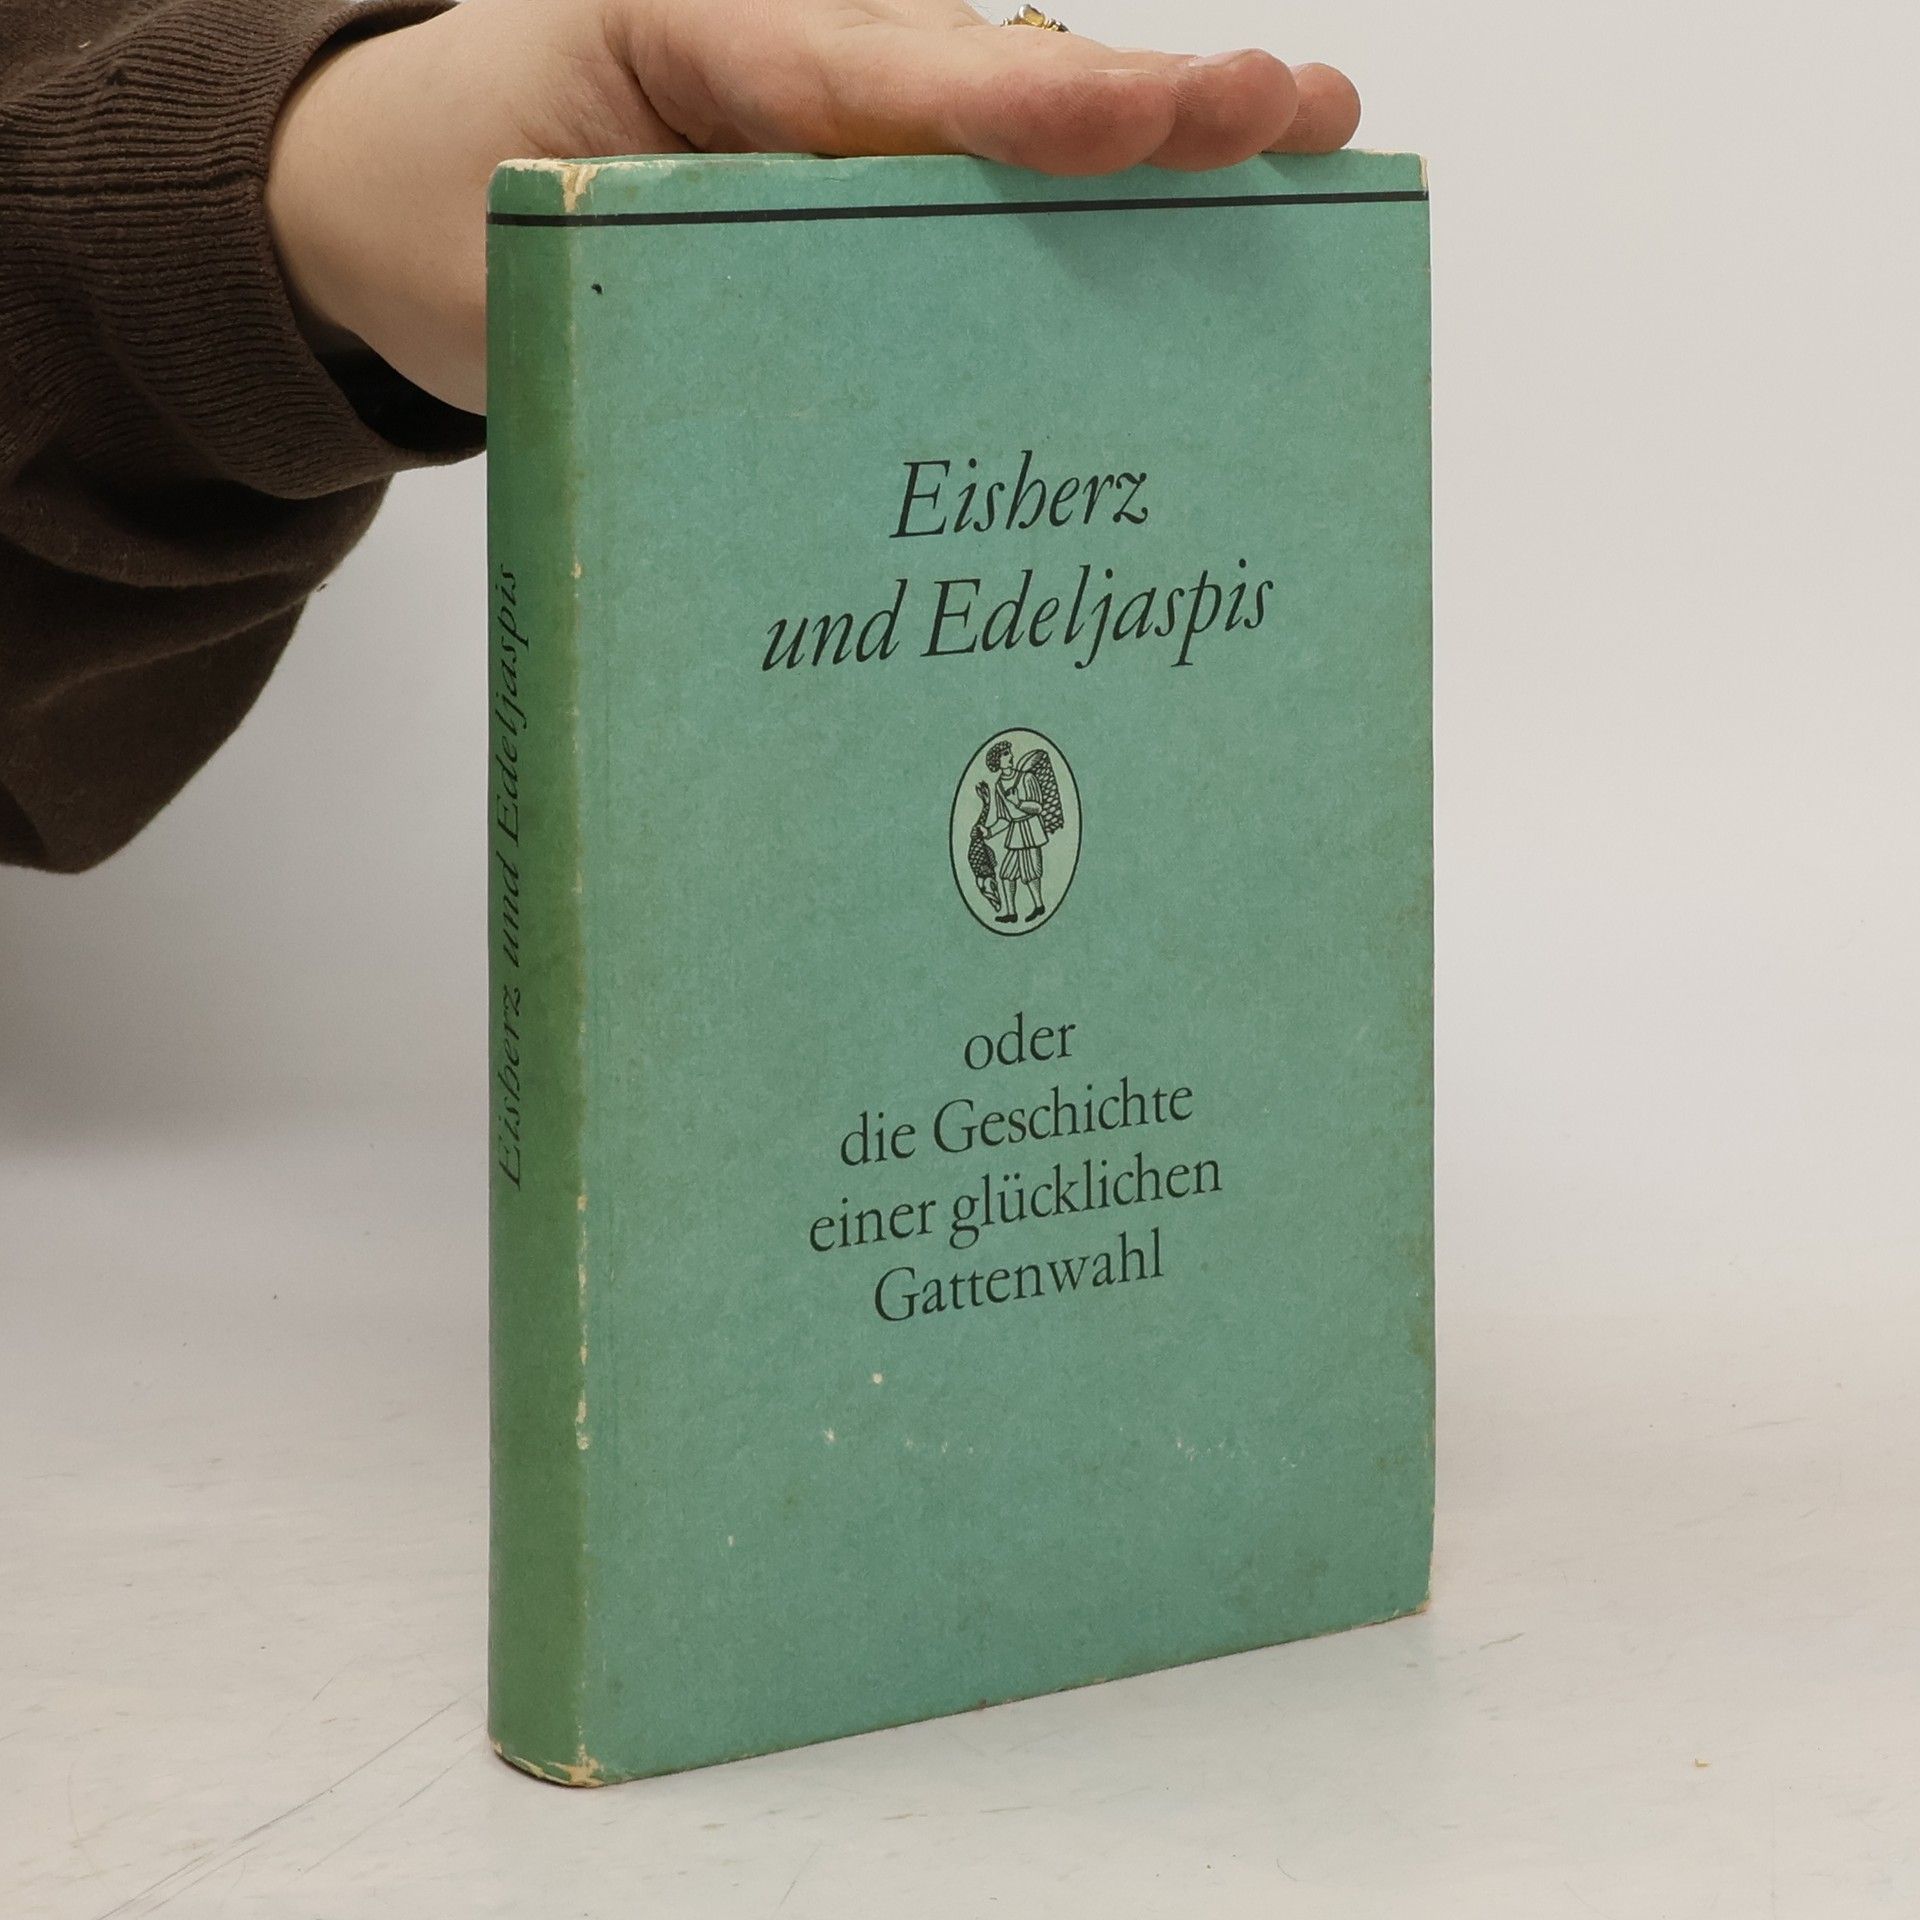 Eisherz und Edeljaspis
Eisherz
und Edeljaspis
oder
die Geschichte
einer glücklichen
Gattenwahl